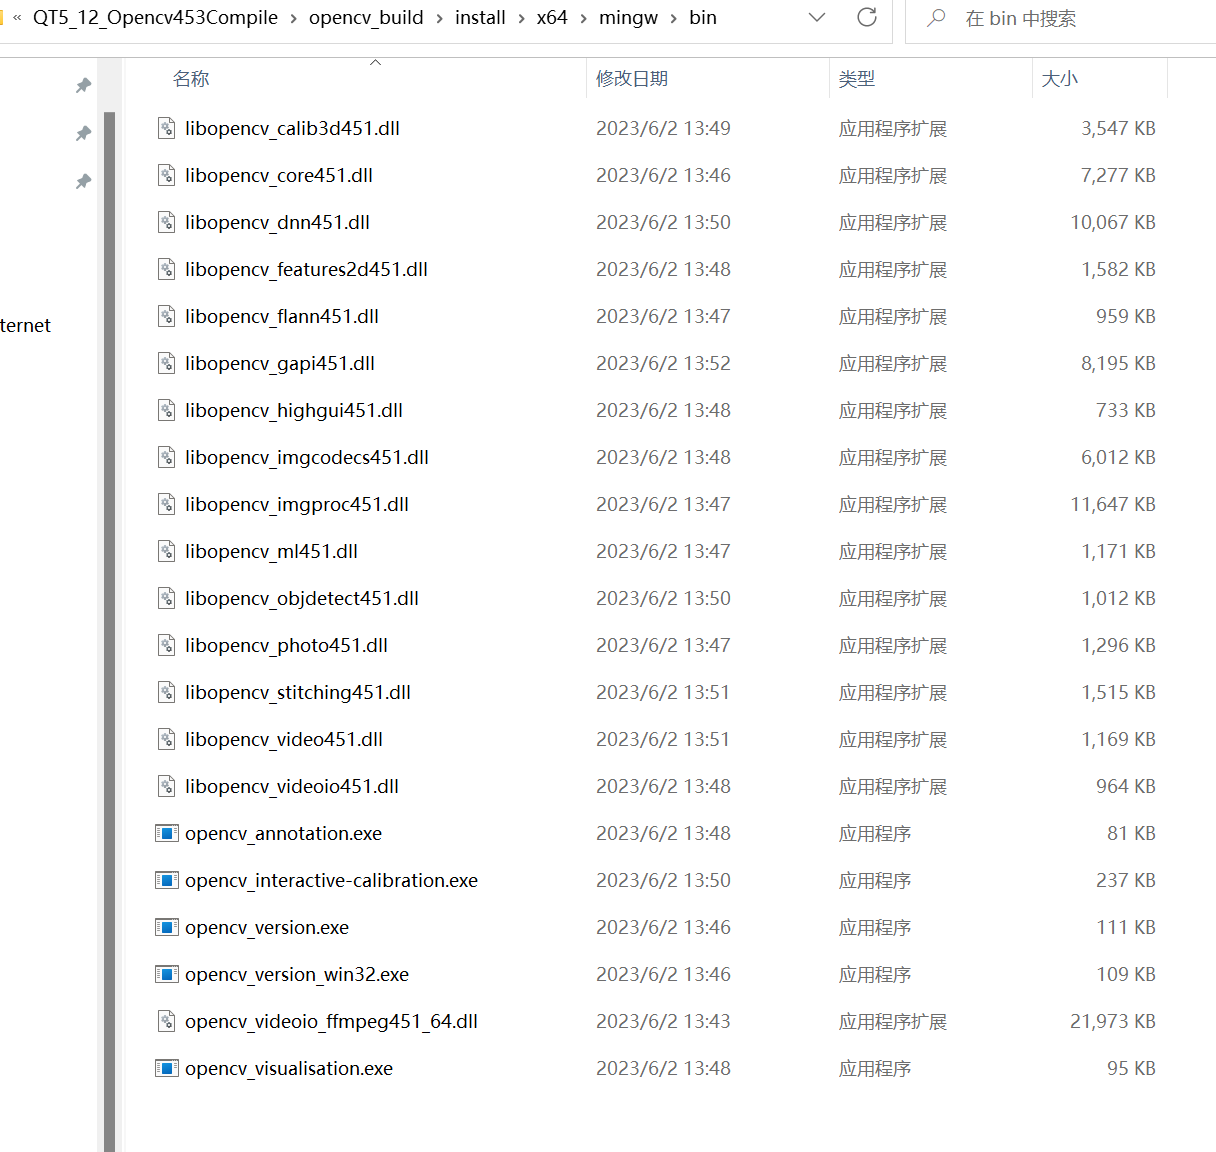 « QT5_12_Opencv453Compile › opencv_build › install › x64 › mingw › bin 在 bin 中搜索
名称 修改日期 类型 大小
libopencv_calib3d451.dll 2023/6/2 13:49 应用程序扩展 3,547 KB
libopencv_core451.dll 2023/6/2 13:46 应用程序扩展 7,277 KB
libopencv_dnn451.dll 2023/6/2 13:50 应用程序扩展 10,067 KB
libopencv_features2d451.dll 2023/6/2 13:48 应用程序扩展 1,582 KB
libopencv_flann451.dll 2023/6/2 13:47 应用程序扩展 959 KB
ternet
libopencv_gapi451.dll 2023/6/2 13:52 应用程序扩展 8,195 KB
libopencv_highgui451.dll 2023/6/2 13:48 应用程序扩展 733 KB
libopencv_imgcodecs451.dll 2023/6/2 13:48 应用程序扩展 6,012 KB
libopencv_imgproc451.dll 2023/6/2 13:47 应用程序扩展 11,647 KB
libopencv_ml451.dll 2023/6/2 13:47 应用程序扩展 1,171 KB
libopencv_objdetect451.dll 2023/6/2 13:50 应用程序扩展 1,012 KB
libopencv_photo451.dll 2023/6/2 13:47 应用程序扩展 1,296 KB
libopencv_stitching451.dll 2023/6/2 13:51 应用程序扩展 1,515 KB
libopencv_video451.dll 2023/6/2 13:51 应用程序扩展 1,169 KB
libopencv_videoio451.dll 2023/6/2 13:48 应用程序扩展 964 KB
opencv_annotation.exe 2023/6/2 13:48 应用程序 81 KB
opencv_interactive-calibration.exe 2023/6/2 13:50 应用程序 237 KB
opencv_version.exe 2023/6/2 13:46 应用程序 111 KB
opencv_version_win32.exe 2023/6/2 13:46 应用程序 109 KB
opencv_videoio_ffmpeg451_64.dll 2023/6/2 13:43 应用程序扩展 21,973 KB
opencv_visualisation.exe 2023/6/2 13:48 应用程序 95 KB